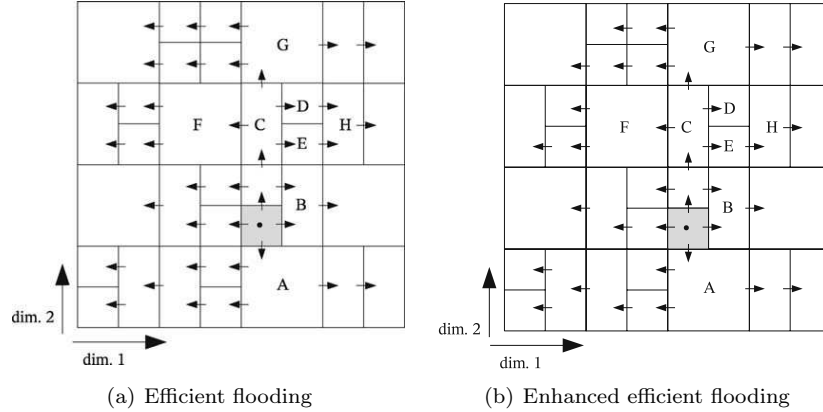 G
G
D
D
F
C
H
F
C
H
E
E
B
B
A
A
dim. 2
dim. 2
dim. 1
dim. 1
(a) Efficient flooding
(b) Enhanced efficient flooding